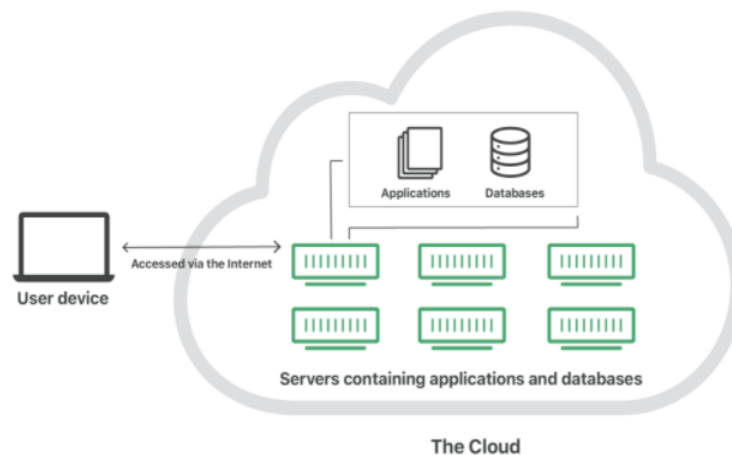 Applications
Databases
Accessed via the Internet
User device
Servers containing applications and databases
The Cloud